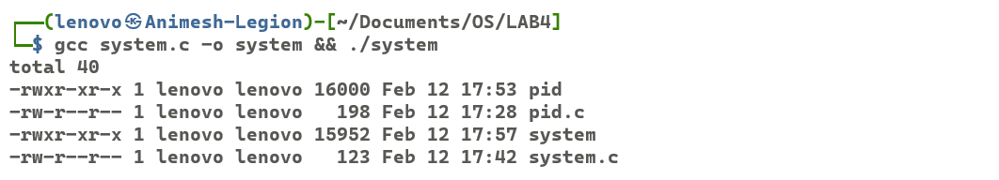 ┌──(lenovo㉿Animesh-Legion)-[~/Documents/OS/LAB4]
└─$ gcc system.c -o system && ./system
total 40
-rwxr-xr-x 1 lenovo lenovo 16000 Feb 12 17:53 pid
-rw-r--r-- 1 lenovo lenovo   198 Feb 12 17:28 pid.c
-rwxr-xr-x 1 lenovo lenovo 15952 Feb 12 17:57 system
-rw-r--r-- 1 lenovo lenovo   123 Feb 12 17:42 system.c